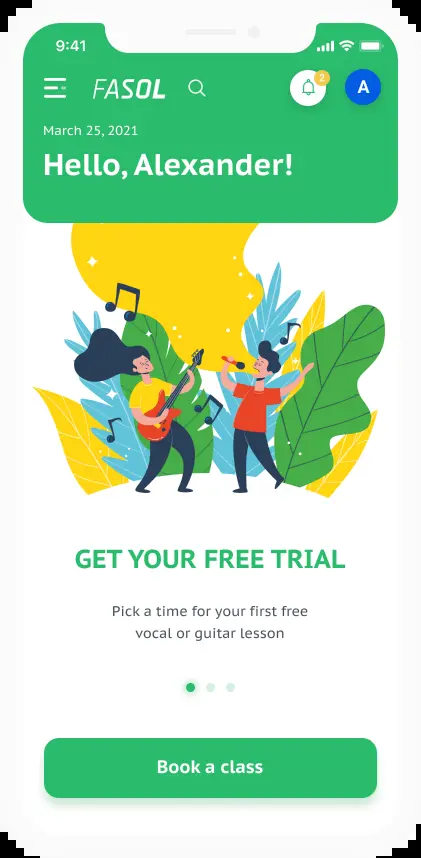 9:41
FASOL
2
A
March 25, 2021
Hello, Alexander!
GET YOUR FREE TRIAL
Pick a time for your first free
vocal or guitar lesson
Book a class